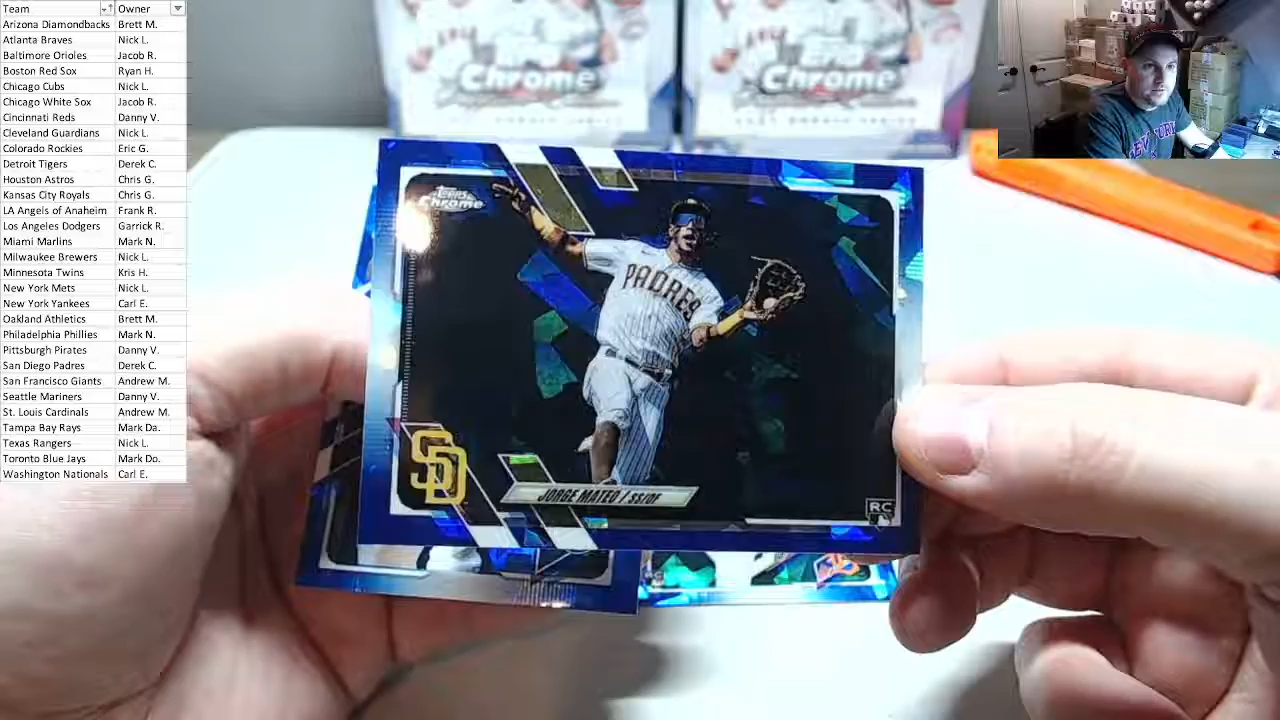 Team Owner
Arizona Diamondbacks Brett M.
Atlanta Braves Nick L.
Baltimore Orioles Jacob R.
Boston Red Sox Ryan H.
Chicago Cubs Nick L.
Chicago White Sox Jacob R.
Cincinnati Reds Danny V.
Cleveland Guardians Nick L.
Colorado Rockies Eric G.
Detroit Tigers Derek C.
Houston Astros Chris G.
Kansas City Royals Chris G.
LA Angels of Anaheim Frank R.
Los Angeles Dodgers Garrick R.
Miami Marlins Mark N.
Milwaukee Brewers Nick L.
Minnesota Twins Kris H.
New York Mets Nick L.
New York Yankees Carl E.
Oakland Athletics Brett M.
Philadelphia Phillies Mark N.
Pittsburgh Pirates Danny V.
San Diego Padres Derek C.
San Francisco Giants Andrew M.
Seattle Mariners Danny V.
St. Louis Cardinals Andrew M.
Tampa Bay Rays Mark Da.
Texas Rangers Nick L.
Toronto Blue Jays Mark Do.
Washington Nationals Carl E.
Chrome
Chrome
Topps
Chrome
PADRES
SD
JORGE MATEO / SS/OF
RC
NEW YORK